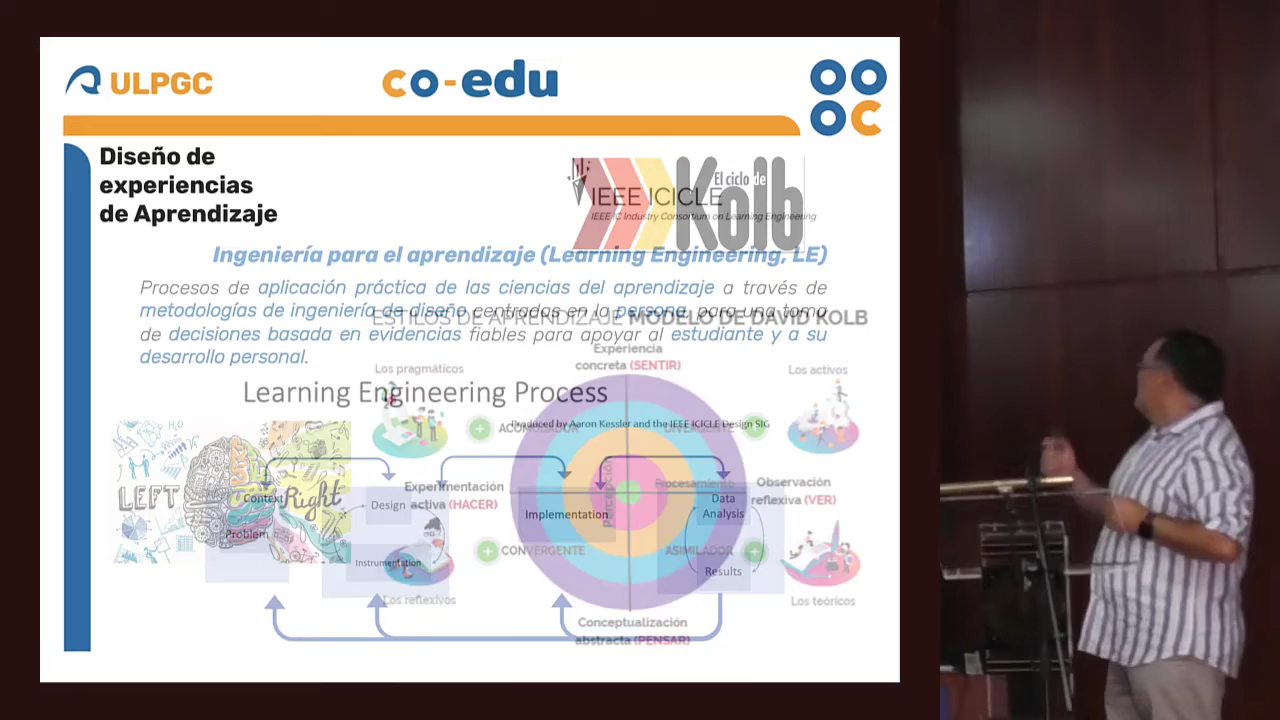 ULPGC
co-edu
Diseño de
experiencias
de Aprendizaje
El ciclo de
Kolb
IEEE ICICLE
IEEE IC Industry Consortium on Learning Engineering
Ingeniería para el aprendizaje (Learning Engineering, LE)
Procesos de aplicación práctica de las ciencias del aprendizaje a través de
metodologías de ingeniería de diseño centradas en la persona, para una toma
de decisiones basada en evidencias fiables para apoyar al estudiante y a su
desarrollo personal.
ESTILOS DE APRENDIZAJE MODELO DE DAVID KOLB
Experiencia
concreta (SENTIR)
Los pragmáticos
Los activos
Learning Engineering Process
Produced by Aaron Kessler and the IEEE ICICLE Design SIG
ACOMODADOR
DIVERGENTE
LEFT
Right
Context
Problem
Design
Instrumentation
Experimentación
activa (HACER)
Implementation
Percepción
Procesamiento
Data
Analysis
Results
Observación
reflexiva (VER)
CONVERGENTE
ASIMILADOR
Los reflexivos
Los teóricos
Conceptualización
abstracta (PENSAR)